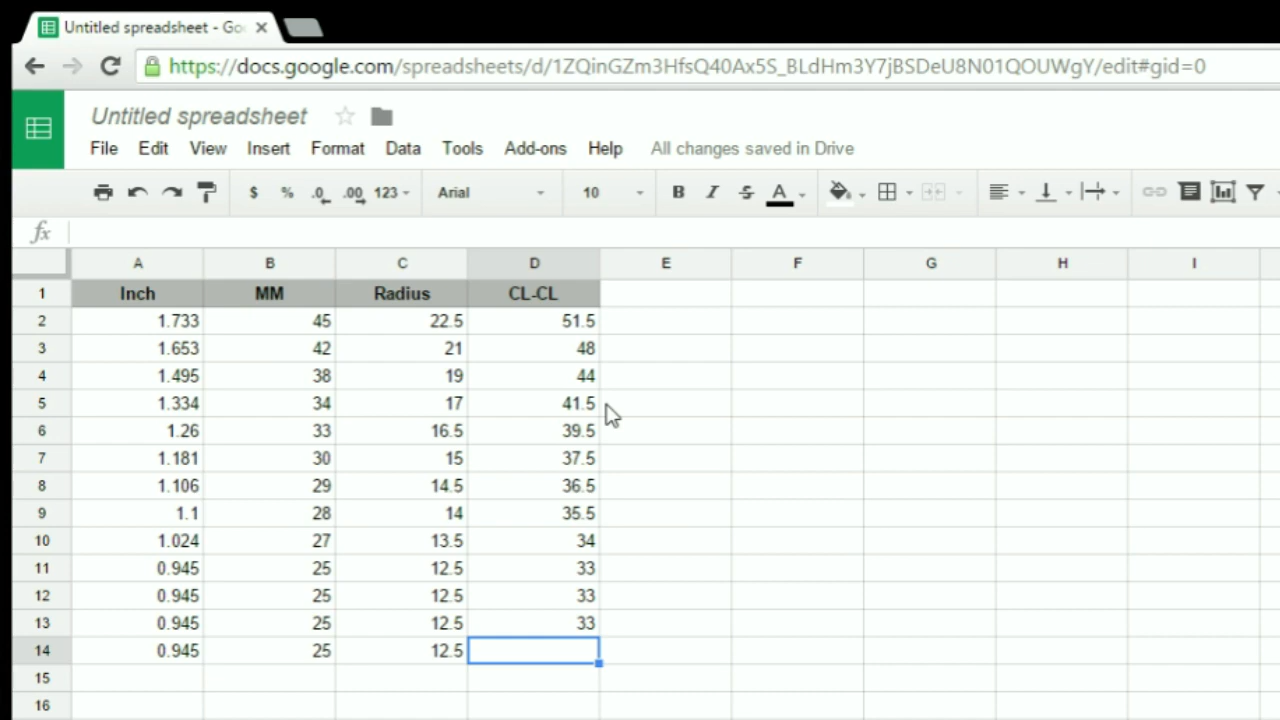 Untitled spreadsheet - Go
https://docs.google.com/spreadsheets/d/1ZQinGZm3HfsQ40Ax5S_BLdHm3Y7jBSDeU8N01QOUWgY/edit#gid=0
Untitled spreadsheet
File Edit View Insert Format Data Tools Add-ons Help All changes saved in Drive
$ % .0 .00 123 Arial 10 B I S A
fx
A B C D E F G H I
1 Inch MM Radius CL-CL
2 1.733 45 22.5 51.5
3 1.653 42 21 48
4 1.495 38 19 44
5 1.334 34 17 41.5
6 1.26 33 16.5 39.5
7 1.181 30 15 37.5
8 1.106 29 14.5 36.5
9 1.1 28 14 35.5
10 1.024 27 13.5 34
11 0.945 25 12.5 33
12 0.945 25 12.5 33
13 0.945 25 12.5 33
14 0.945 25 12.5
15
16